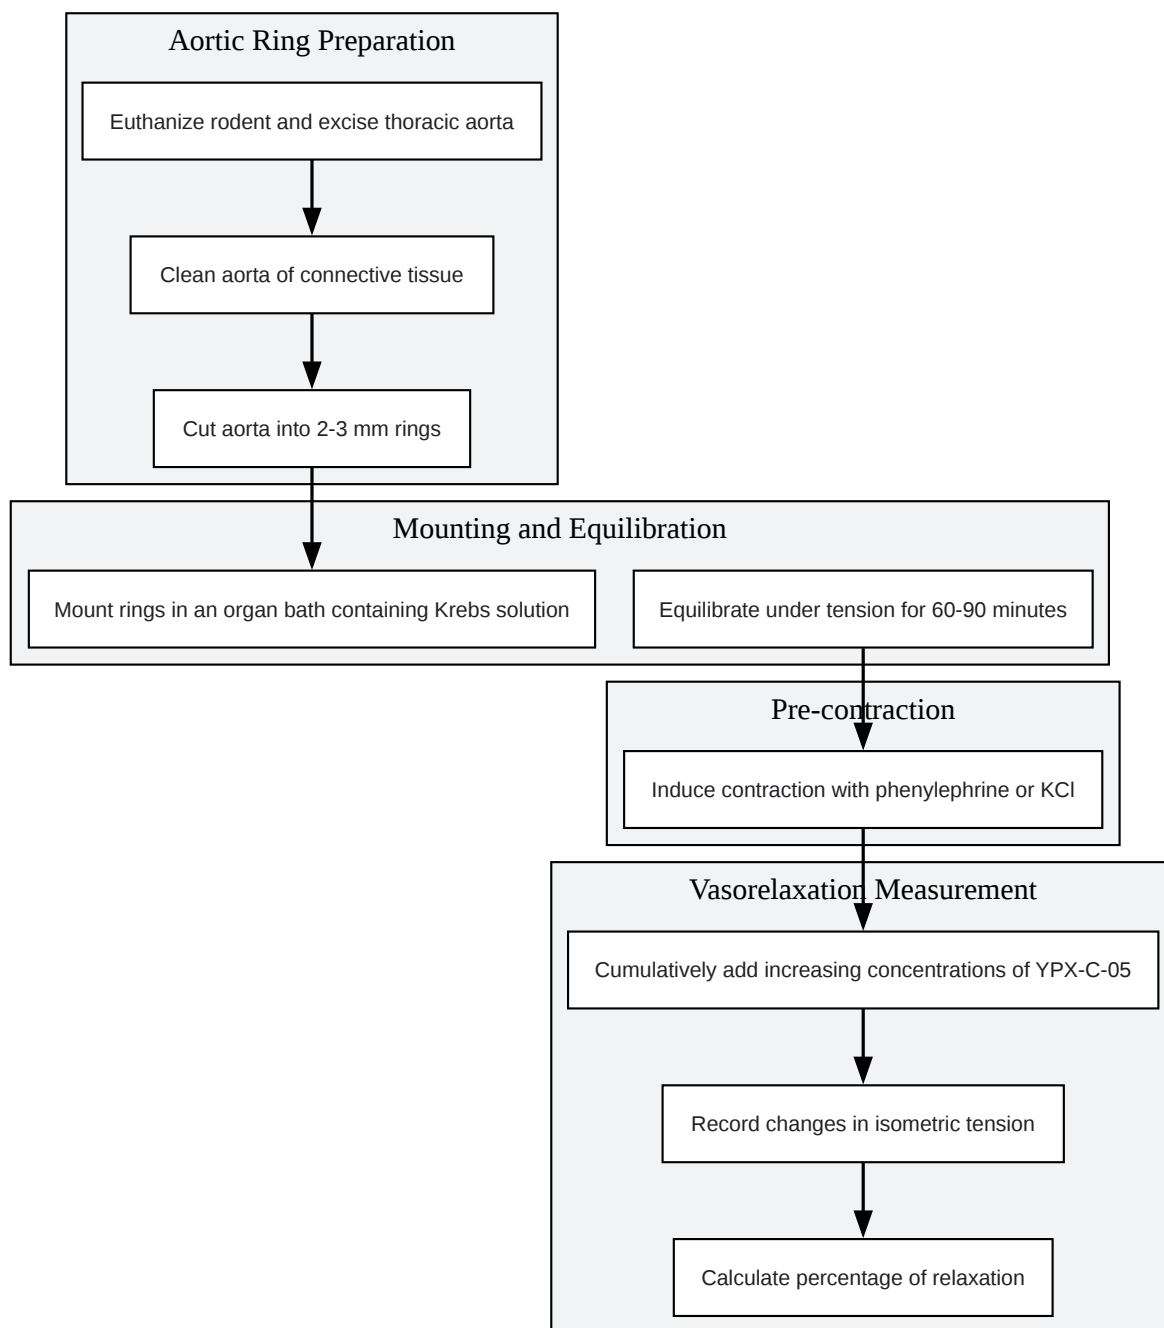 Aortic Ring Preparation
Euthanize rodent and excise thoracic aorta
Clean aorta of connective tissue
Cut aorta into 2-3 mm rings
Mounting and Equilibration
Mount rings in an organ bath containing Krebs solution
Equilibrate under tension for 60-90 minutes
Pre-contraction
Induce contraction with phenylephrine or KCl
Vasorelaxation Measurement
Cumulatively add increasing concentrations of YPX-C-05
Record changes in isometric tension
Calculate percentage of relaxation